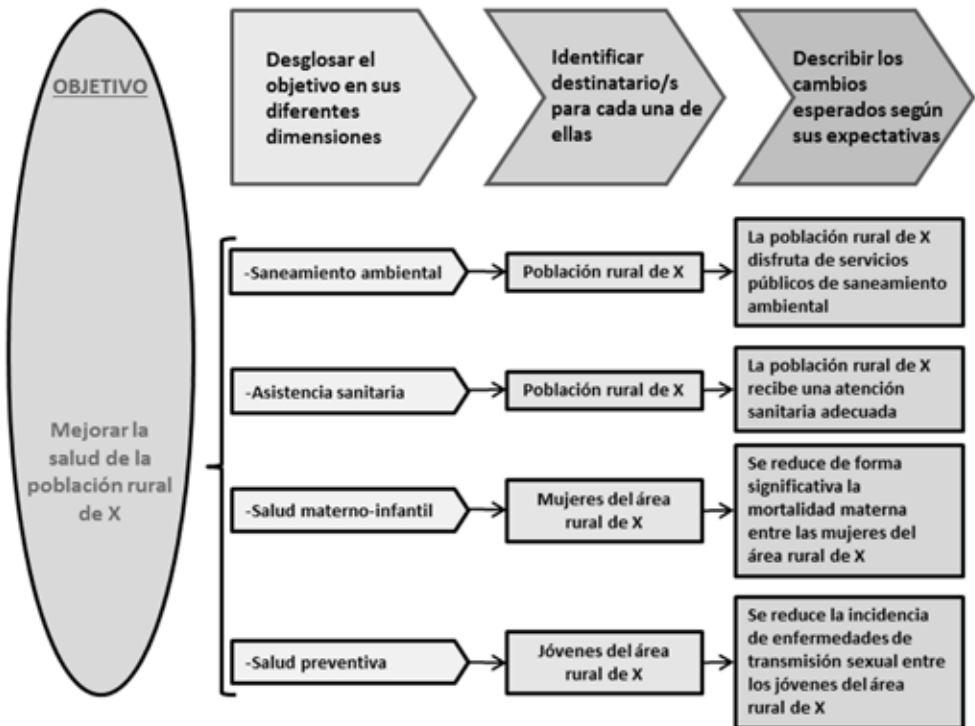 OBJETIVO
Mejorar la
salud de la
población rural
de X
Desglosar el
objetivo en sus
diferentes
dimensiones
Identificar
destinatario/s
para cada una de
ellas
Describir los
cambios
esperados según
sus expectativas
-Saneamiento ambiental
Población rural de X
La población rural de X
disfruta de servicios
públicos de saneamiento
ambiental
-Asistencia sanitaria
Población rural de X
La población rural de X
recibe una atención
sanitaria adecuada
-Salud materno-infantil
Mujeres del área
rural de X
Se reduce de forma
significativa la
mortalidad materna
entre las mujeres del
área rural de X
-Salud preventiva
Jóvenes del área
rural de X
Se reduce la incidencia
de enfermedades de
transmisión sexual entre
los jóvenes del área
rural de X